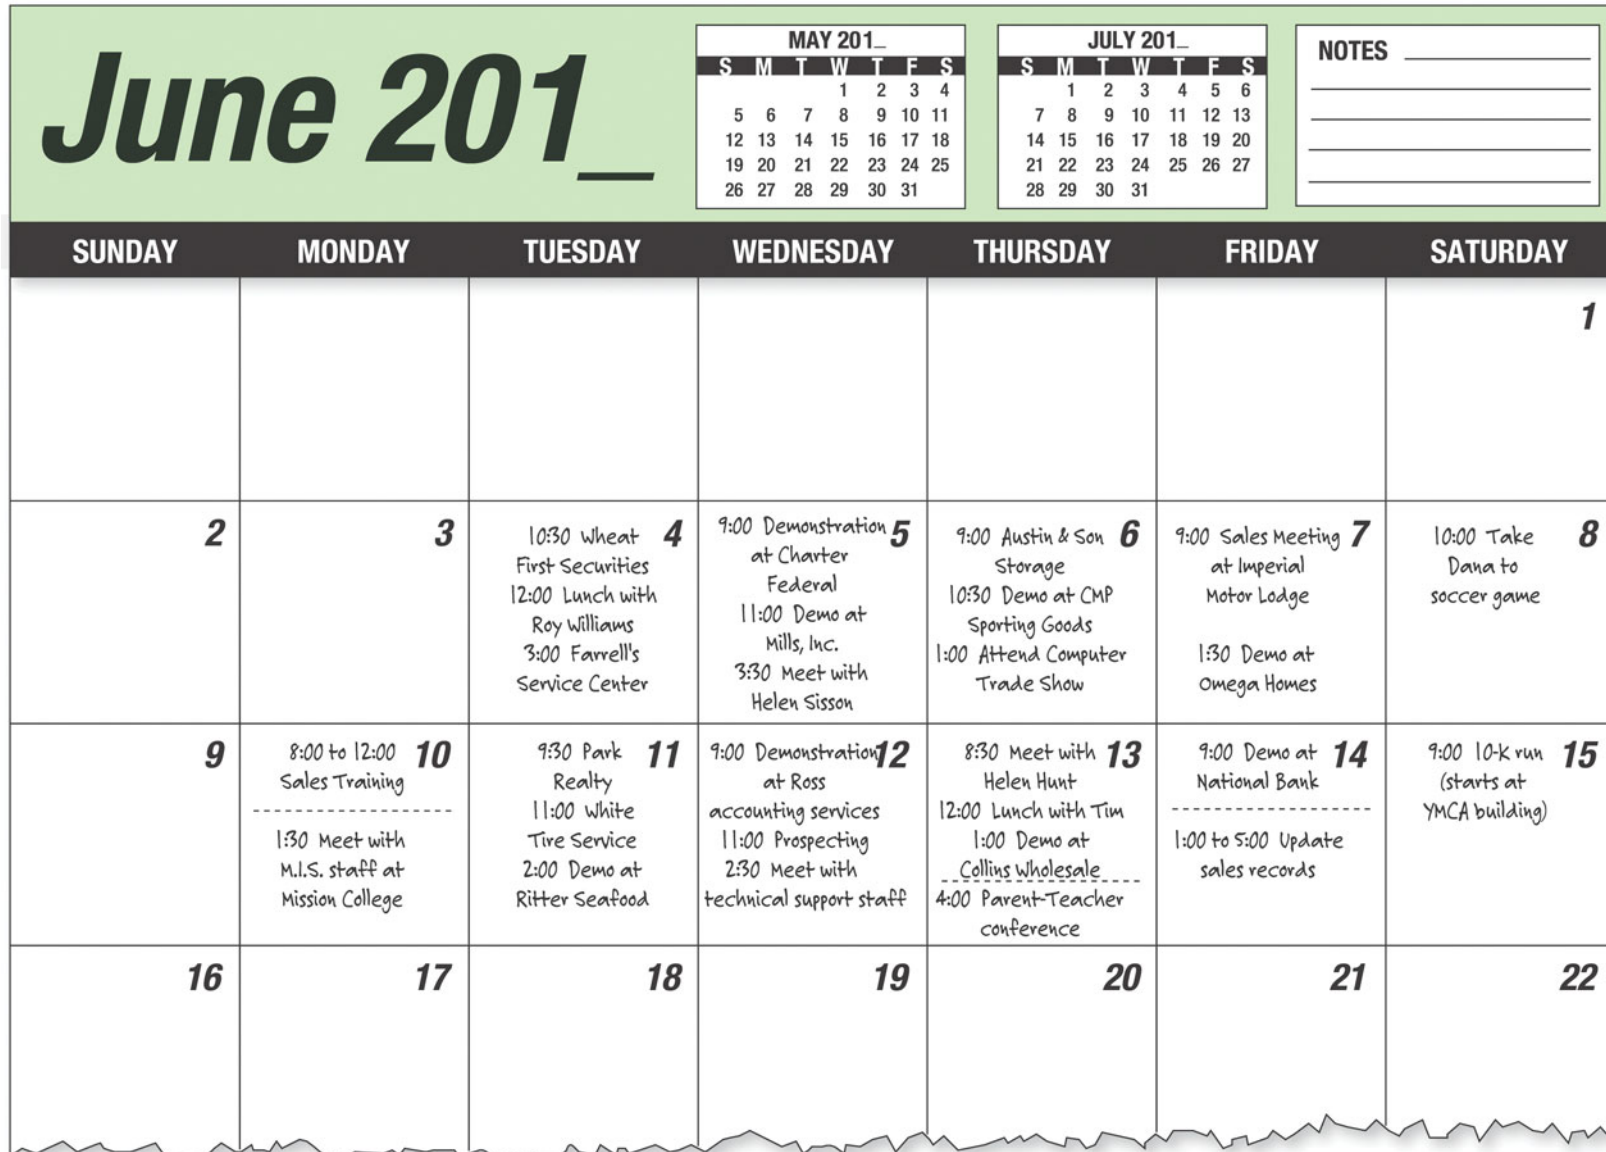 June 201_
MAY 201_
S M T W T F S
1 2 3 4
5 6 7 8 9 10 11
12 13 14 15 16 17 18
19 20 21 22 23 24 25
26 27 28 29 30 31
JULY 201_
S M T W T F S
1 2 3 4 5 6
7 8 9 10 11 12 13
14 15 16 17 18 19 20
21 22 23 24 25 26 27
28 29 30 31
NOTES
SUNDAY MONDAY TUESDAY WEDNESDAY THURSDAY FRIDAY SATURDAY
1
2
3
4
10:30 Wheat
First Securities
12:00 Lunch with
Roy Williams
3:00 Farrell's
Service Center
5
9:00 Demonstration
at Charter
Federal
11:00 Demo at
Mills, Inc.
3:30 Meet with
Helen Sisson
6
9:00 Austin & Son
Storage
10:30 Demo at CMP
Sporting Goods
1:00 Attend Computer
Trade Show
7
9:00 Sales Meeting
at Imperial
Motor Lodge
1:30 Demo at
Omega Homes
8
10:00 Take
Dana to
soccer game
9
10
8:00 to 12:00
Sales Training
1:30 Meet with
M.I.S. staff at
Mission College
11
9:30 Park
Realty
11:00 White
Tire Service
2:00 Demo at
Ritter Seafood
12
9:00 Demonstration
at Ross
accounting services
11:00 Prospecting
2:30 Meet with
technical support staff
13
8:30 Meet with
Helen Hunt
12:00 Lunch with Tim
1:00 Demo at
Collins Wholesale
4:00 Parent-Teacher
conference
14
9:00 Demo at
National Bank
1:00 to 5:00 Update
sales records
15
9:00 10-K run
(starts at
YMCA building)
16
17
18
19
20
21
22